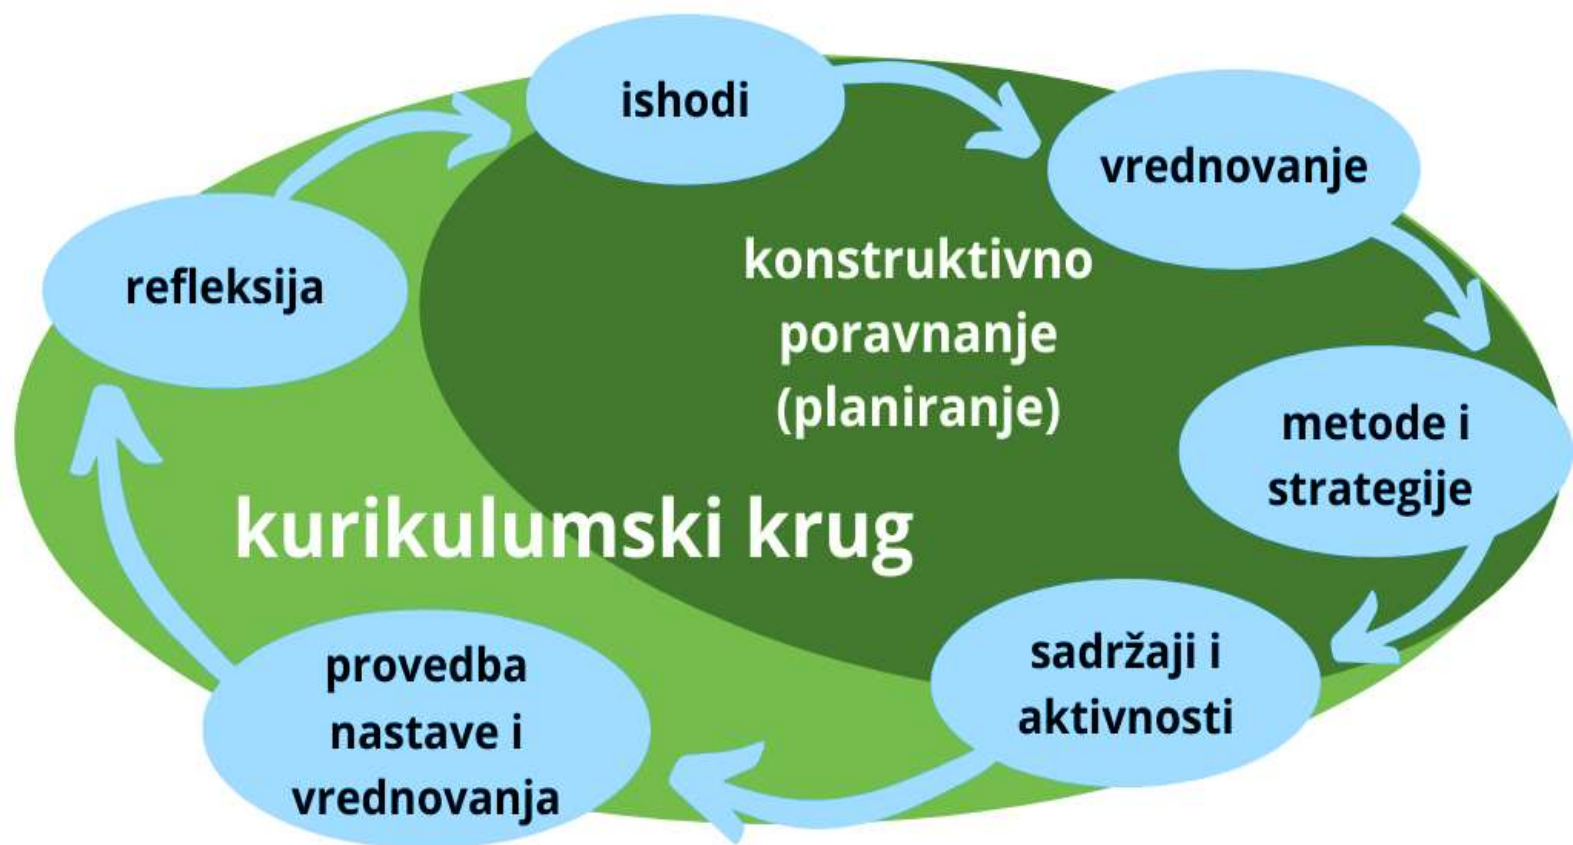 ishodi
vrednovanje
refleksija
konstruktivno
poravnanje
(planiranje)
metode i
strategije
kurikulumski krug
sadržaji i
aktivnosti
provedba
nastave i
vrednovanja